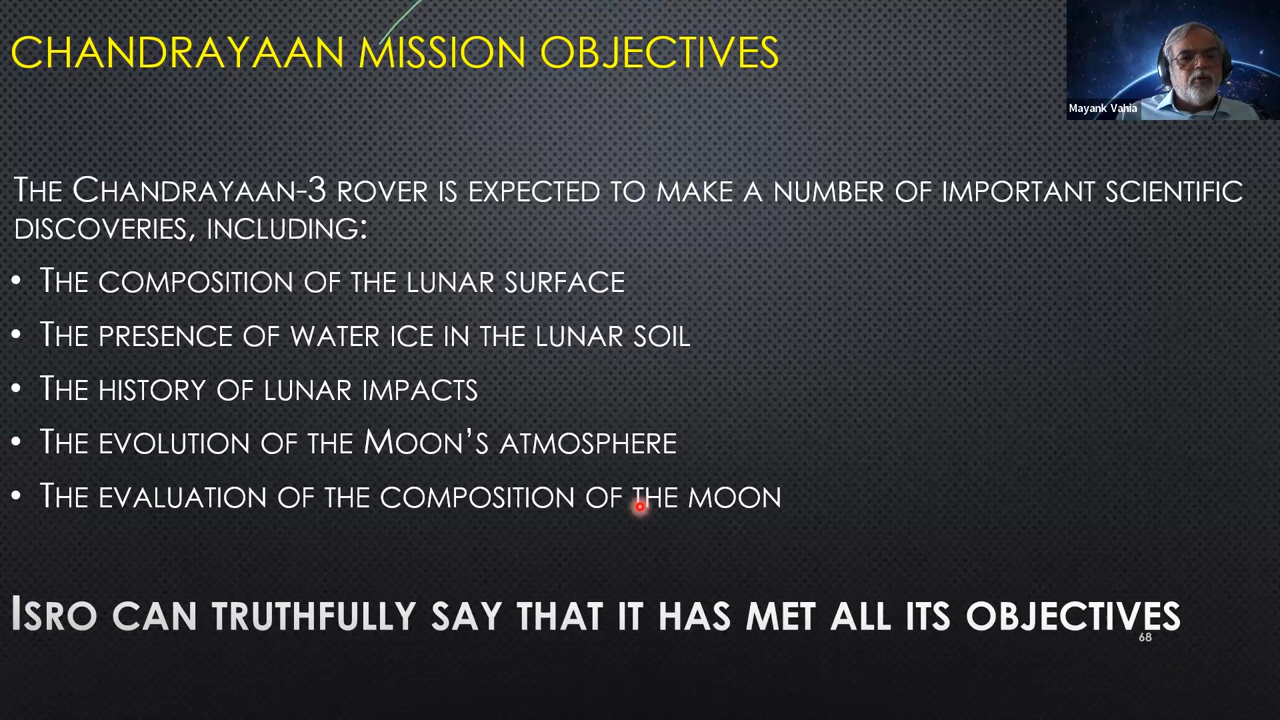 CHANDRAYAAN MISSION OBJECTIVES
Mayank Vahia
THE CHANDRAYAAN-3 ROVER IS EXPECTED TO MAKE A NUMBER OF IMPORTANT SCIENTIFIC
DISCOVERIES, INCLUDING:
• THE COMPOSITION OF THE LUNAR SURFACE
• THE PRESENCE OF WATER ICE IN THE LUNAR SOIL
• THE HISTORY OF LUNAR IMPACTS
• THE EVOLUTION OF THE MOON'S ATMOSPHERE
• THE EVALUATION OF THE COMPOSITION OF THE MOON
ISRO CAN TRUTHFULLY SAY THAT IT HAS MET ALL ITS OBJECTIVES
68